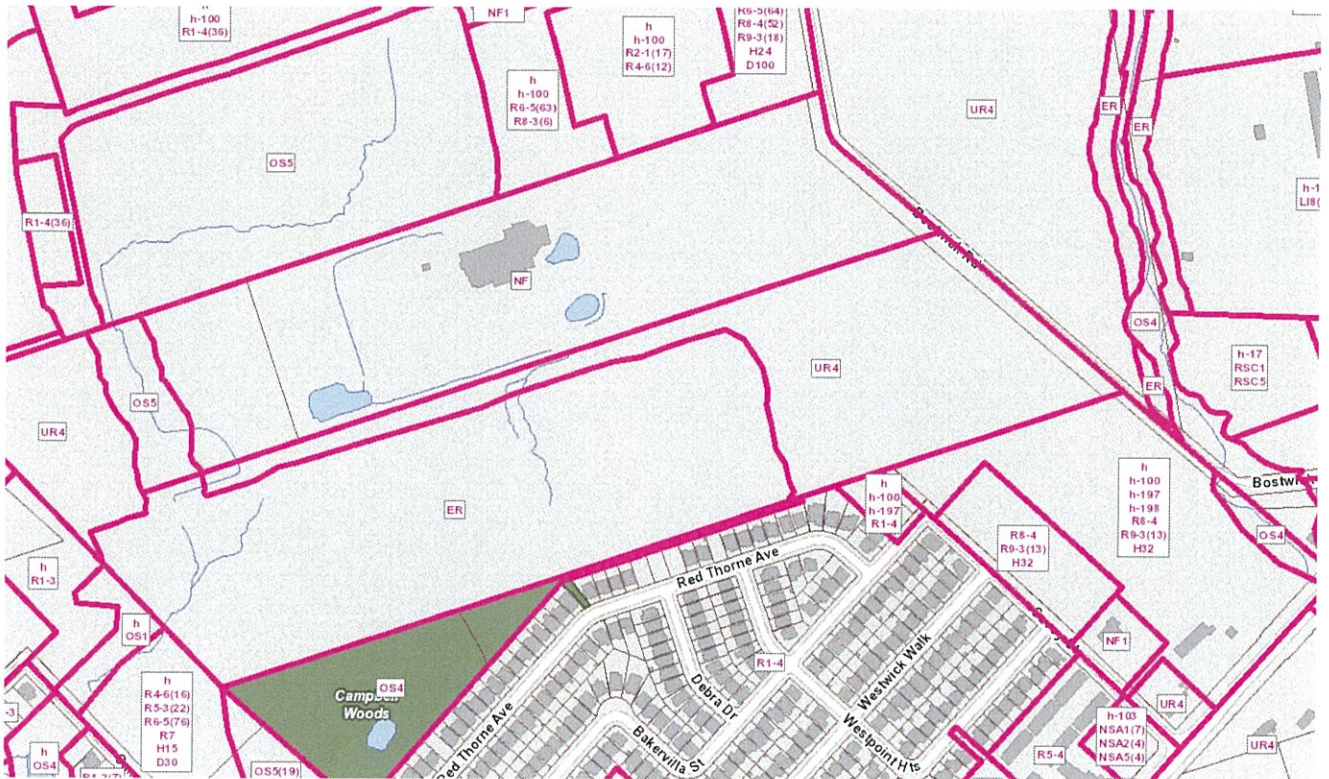 h
h-100
R1-4(36)
NF1
h
h-100
R2-1(17)
R4-6(12)
R6-5(64)
R8-4(52)
R9-3(18)
H24
D100
h
h-100
R6-5(63)
R8-3(6)
UR4
ER
ER
OS5
R1-4(36)
NF
Bostwick Rd
OS4
h-17
RSC1
RSC5
ER
UR4
OS5
UR4
ER
h
h-100
h-197
R1-4
h
h-100
h-197
h-198
R8-4
R9-3(13)
H32
Bostwick
OS4
R8-4
R9-3(13)
H32
h
R1-3
h
OS1
Red Thorne Ave
NF1
R1-4
Westwick Walk
Debra Dr
OS4
Campbell
Woods
h
R4-6(16)
R5-3(22)
R6-5(76)
R7
H15
D30
Red Thorne Ave
Bakervilla St
Westpoint Hts
UR4
h-103
NSA1(7)
NSA2(4)
NSA5(4)
R5-4
UR4
h
OS4
OS5(19)